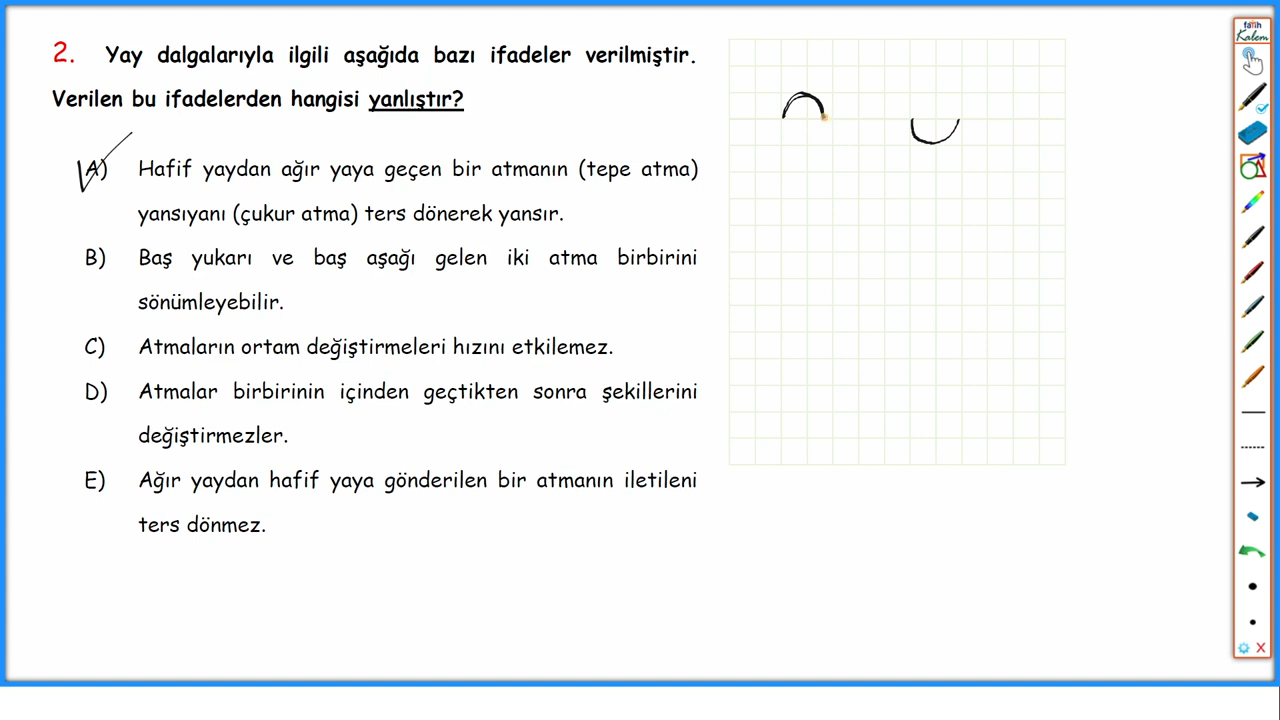 2. Yay dalgalarıyla ilgili aşağıda bazı ifadeler verilmiştir.
Verilen bu ifadelerden hangisi yanlıştır?
A) Hafif yaydan ağır yaya geçen bir atmanın (tepe atma)
yansıyanı (çukur atma) ters dönerek yansır.
B) Baş yukarı ve baş aşağı gelen iki atma birbirini
sönümleyebilir.
C) Atmaların ortam değiştirmeleri hızını etkilemez.
D) Atmalar birbirinin içinden geçtikten sonra şekillerini
değiştirmezler.
E) Ağır yaydan hafif yaya gönderilen bir atmanın iletileni
ters dönmez.
fatih
Kalem